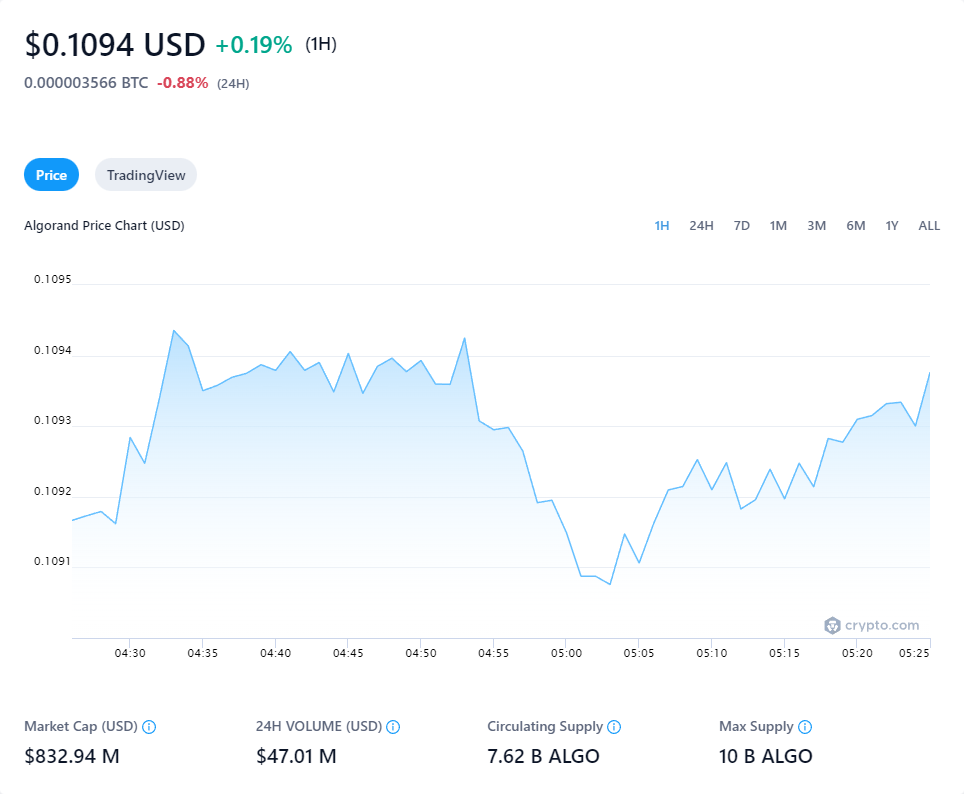 $0.1094 USD +0.19% (1H)
0.000003566 BTC -0.88% (24H)
Price TradingView
Algorand Price Chart (USD) 1H 24H 7D 1M 3M 6M 1Y ALL
0.1095
0.1094
0.1093
0.1092
0.1091
crypto.com
04:30 04:35 04:40 04:45 04:50 04:55 05:00 05:05 05:10 05:15 05:20 05:25
Market Cap (USD) 24H VOLUME (USD) Circulating Supply Max Supply
$832.94 M $47.01 M 7.62 B ALGO 10 B ALGO